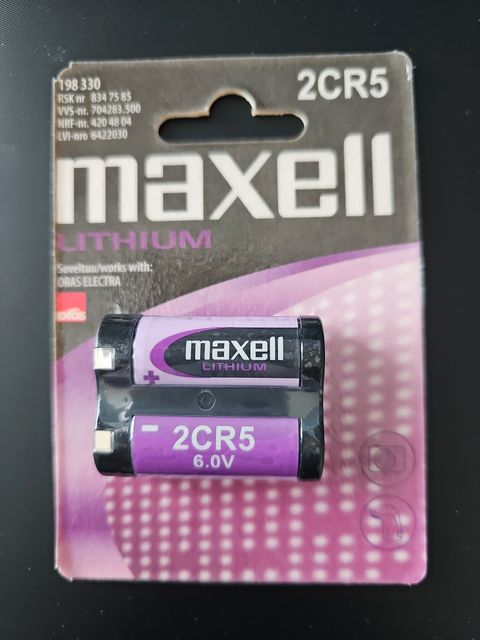 198 330
RSK nr 834 75 85
VVS-nr. 704283.500
NRF-nr. 420 48 04
LVI-nro 6422030
2CR5
maxell
LITHIUM
Soveltuu/works with:
ORAS ELECTRA
oras
maxell
LITHIUM
+
-
2CR5
6.0V